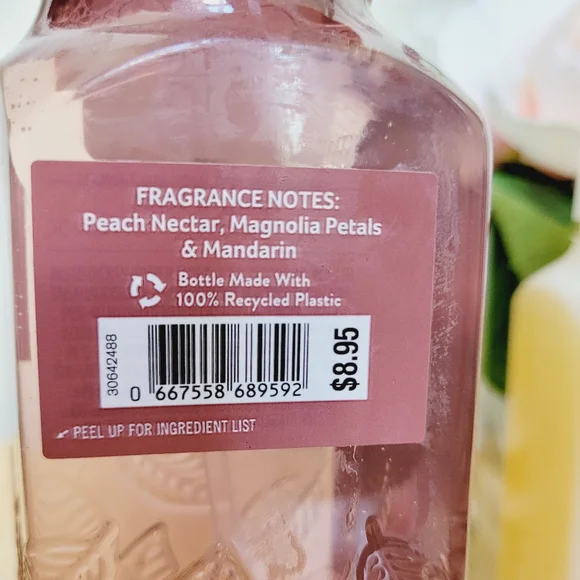 FRAGRANCE NOTES:
Peach Nectar, Magnolia Petals
& Mandarin
Bottle Made With
100% Recycled Plastic
30642488
0 667558 689592
$8.95
PEEL UP FOR INGREDIENT LIST